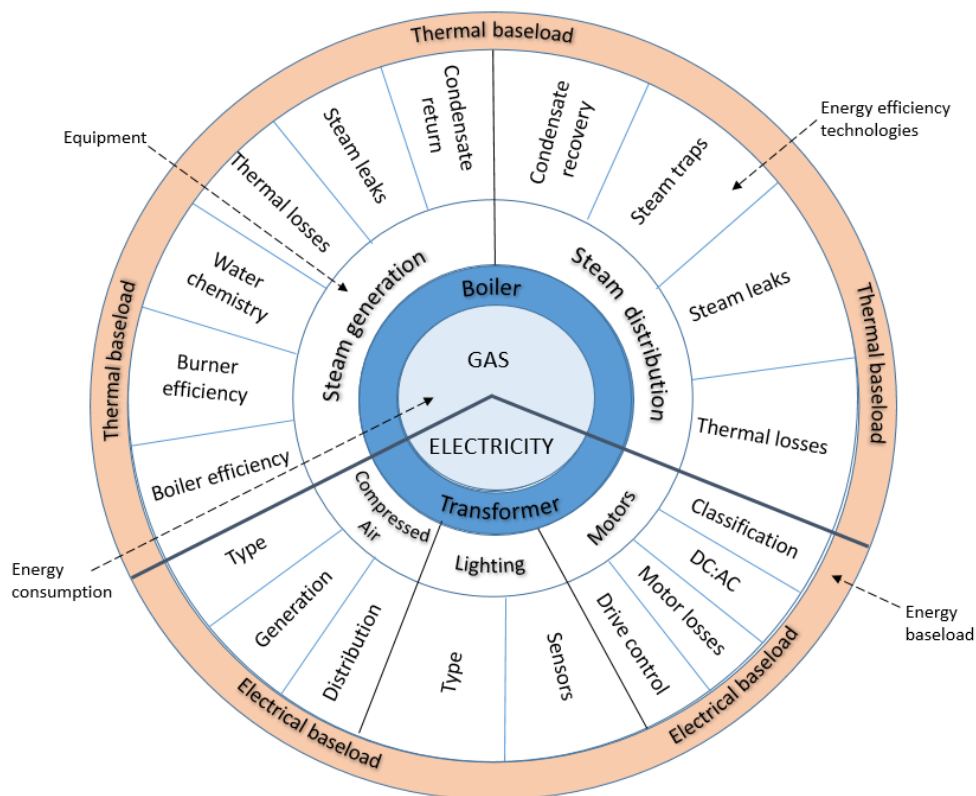 Thermal baseload
Equipment
Energy efficiency
technologies
Condensate
return
Condensate
recovery
Steam leaks
Steam traps
Thermal losses
Steam leaks
Water
chemistry
Burner
efficiency
Boiler efficiency
Thermal losses
Thermal baseload
Thermal baseload
Steam generation
Steam distribution
Boiler
GAS
ELECTRICITY
Transformer
Compressed
Air
Lighting
Motors
Type
Generation
Distribution
Type
Sensors
Drive control
Motor losses
DC:AC
Classification
Energy
consumption
Energy
baseload
Electrical baseload
Electrical baseload